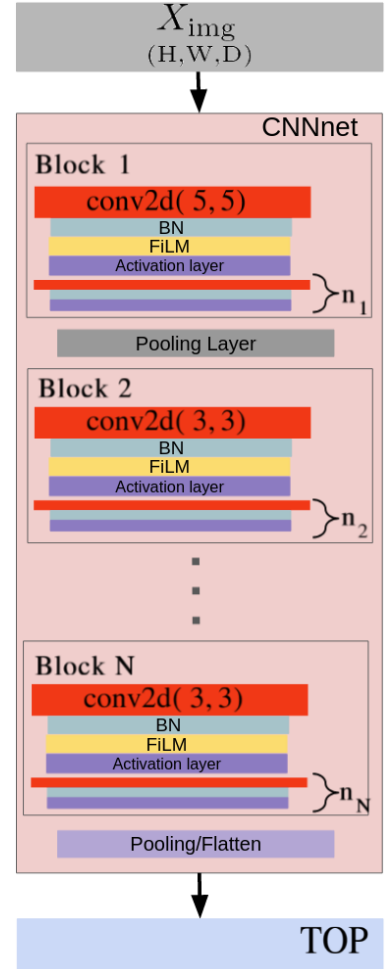 X_img
(H,W,D)
CNNnet
Block 1
conv2d( 5, 5)
BN
FiLM
Activation layer
n_1
Pooling Layer
Block 2
conv2d( 3, 3)
BN
FiLM
Activation layer
n_2
Block N
conv2d( 3, 3)
BN
FiLM
Activation layer
n_N
Pooling/Flatten
TOP